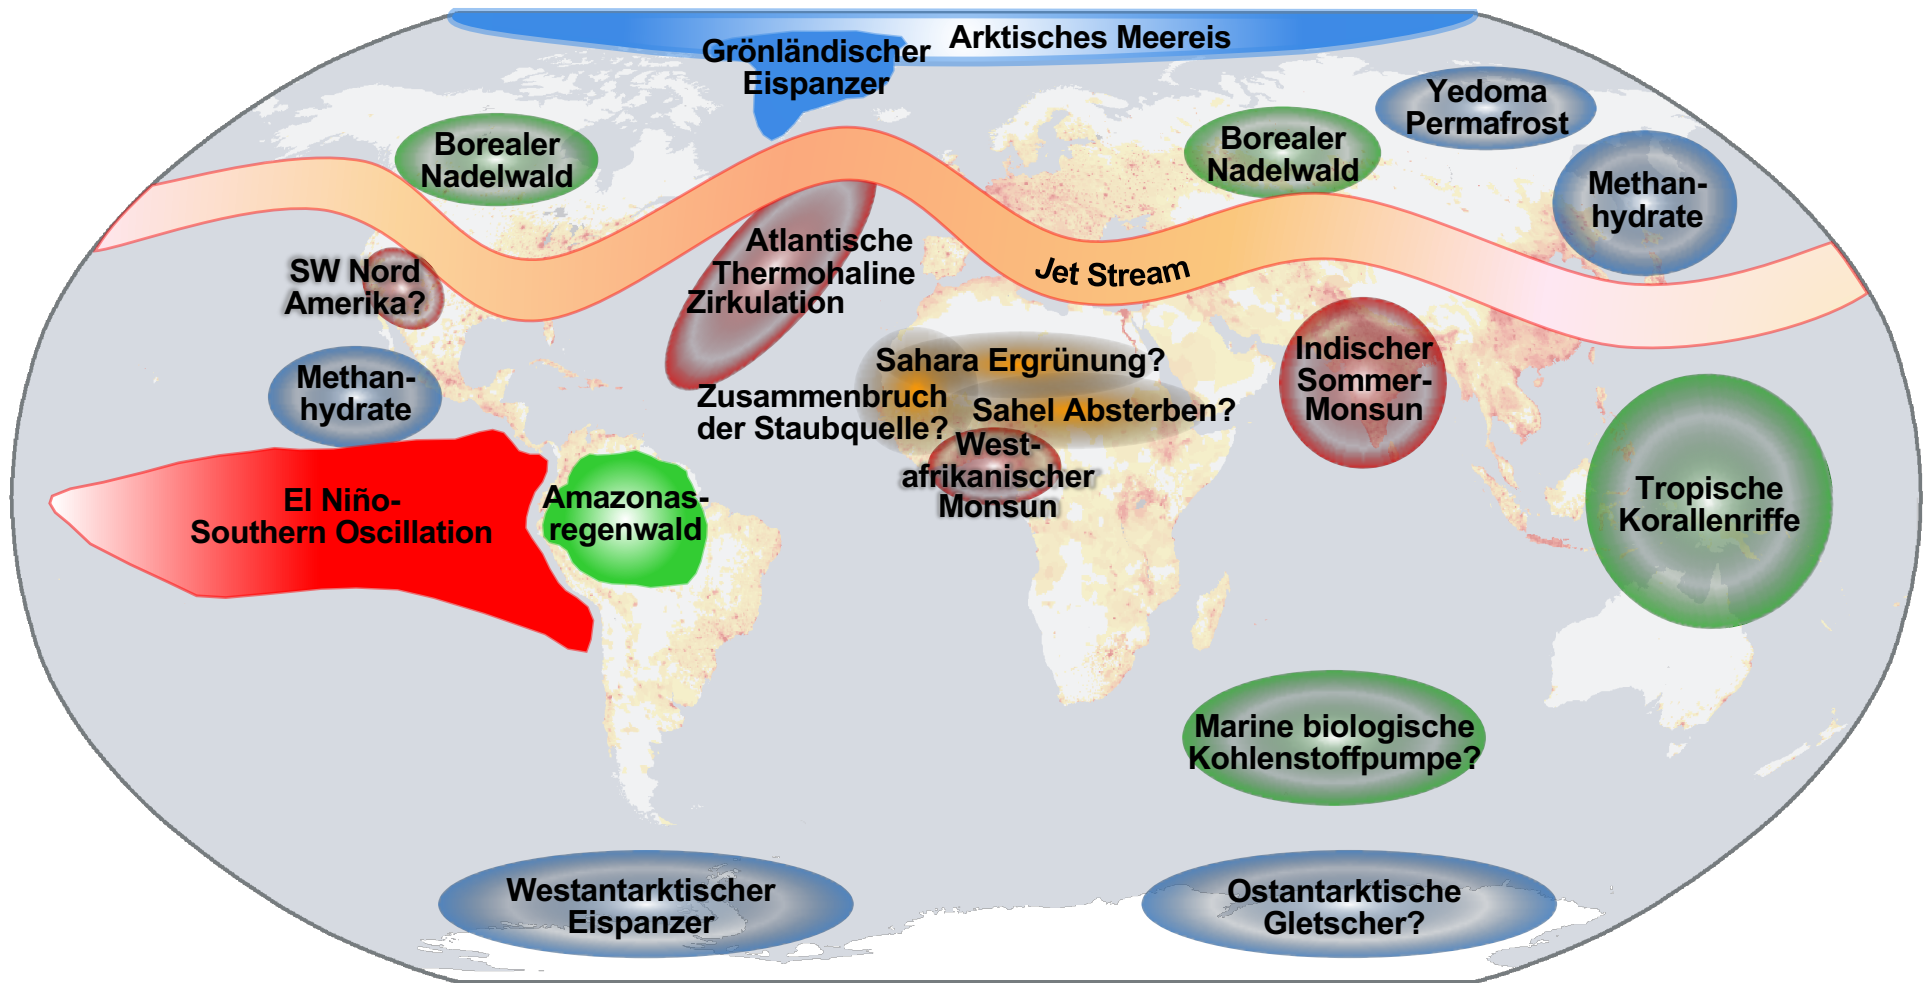 Arktisches Meereis
Grönländischer
Eispanzer
Yedoma
Permafrost
Borealer
Nadelwald
Borealer
Nadelwald
Methan-
hydrate
Atlantische
Thermohaline
Zirkulation
Jet Stream
SW Nord
Amerika?
Methan-
hydrate
Sahara Ergrünung?
Zusammenbruch
der Staubquelle?
Sahel Absterben?
West-
afrikanischer
Monsun
Indischer
Sommer-
Monsun
El Niño-
Southern Oscillation
Amazonas-
regenwald
Tropische
Korallenriffe
Marine biologische
Kohlenstoffpumpe?
Westantarktischer
Eispanzer
Ostantarktische
Gletscher?